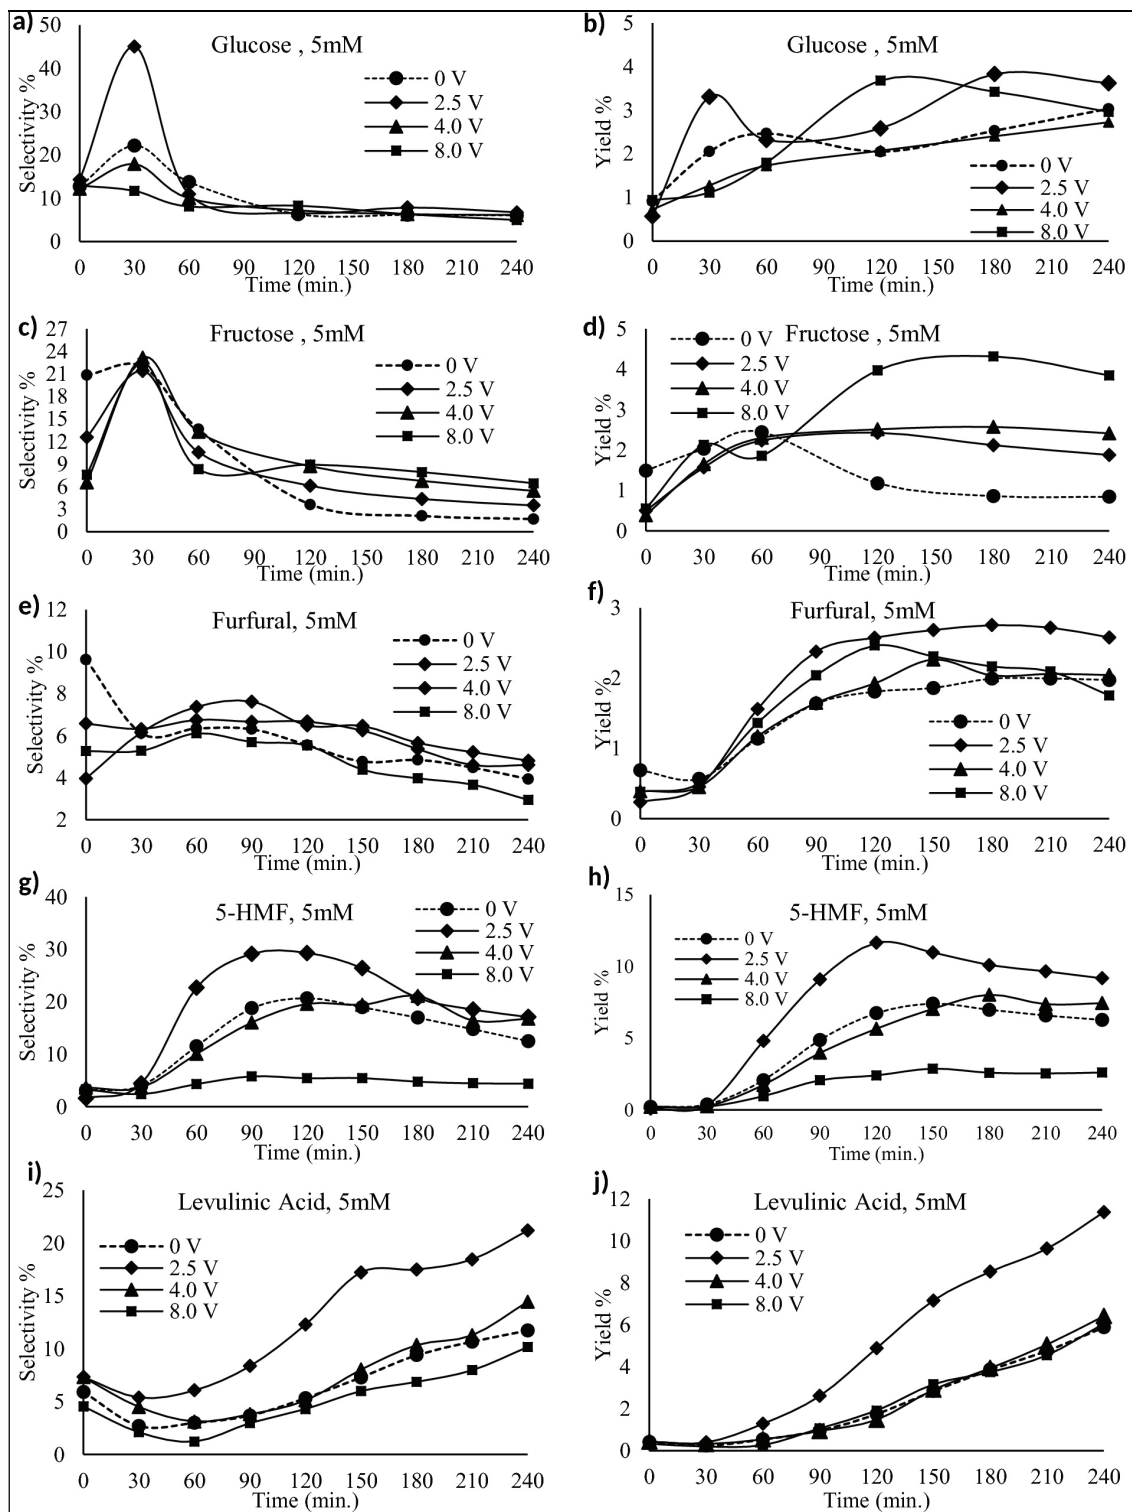 a)
Glucose , 5mM
Selectivity %
50
40
30
20
10
0
0 V
2.5 V
4.0 V
8.0 V
0 30 60 90 120 150 180 210 240
Time (min.)
b)
Glucose , 5mM
Yield %
5
4
3
2
1
0
0 V
2.5 V
4.0 V
8.0 V
0 30 60 90 120 150 180 210 240
Time (min.)
c)
Fructose , 5mM
Selectivity %
27
24
21
18
15
12
9
6
3
0
0 V
2.5 V
4.0 V
8.0 V
0 30 60 90 120 150 180 210 240
Time (min.)
d)
Fructose , 5mM
Yield %
5
4
3
2
1
0
0 V
2.5 V
4.0 V
8.0 V
0 30 60 90 120 150 180 210 240
Time (min.)
e)
Furfural, 5mM
Selectivity %
12
10
8
6
4
2
0 V
2.5 V
4.0 V
8.0 V
0 30 60 90 120 150 180 210 240
Time (min.)
f)
Furfural, 5mM
Yield %
3
2
1
0
0 V
2.5 V
4.0 V
8.0 V
0 30 60 90 120 150 180 210 240
Time (min.)
g)
5-HMF, 5mM
Selectivity %
40
30
20
10
0
0 V
2.5 V
4.0 V
8.0 V
0 30 60 90 120 150 180 210 240
Time (min.)
h)
5-HMF, 5mM
Yield %
15
10
5
0
0 V
2.5 V
4.0 V
8.0 V
0 30 60 90 120 150 180 210 240
Time (min.)
i)
Levulinic Acid, 5mM
Selectivity %
25
20
15
10
5
0
0 V
2.5 V
4.0 V
8.0 V
0 30 60 90 120 150 180 210 240
Time (min.)
j)
Levulinic Acid, 5mM
Yield %
12
10
8
6
4
2
0
0 V
2.5 V
4.0 V
8.0 V
0 30 60 90 120 150 180 210 240
Time (min.)